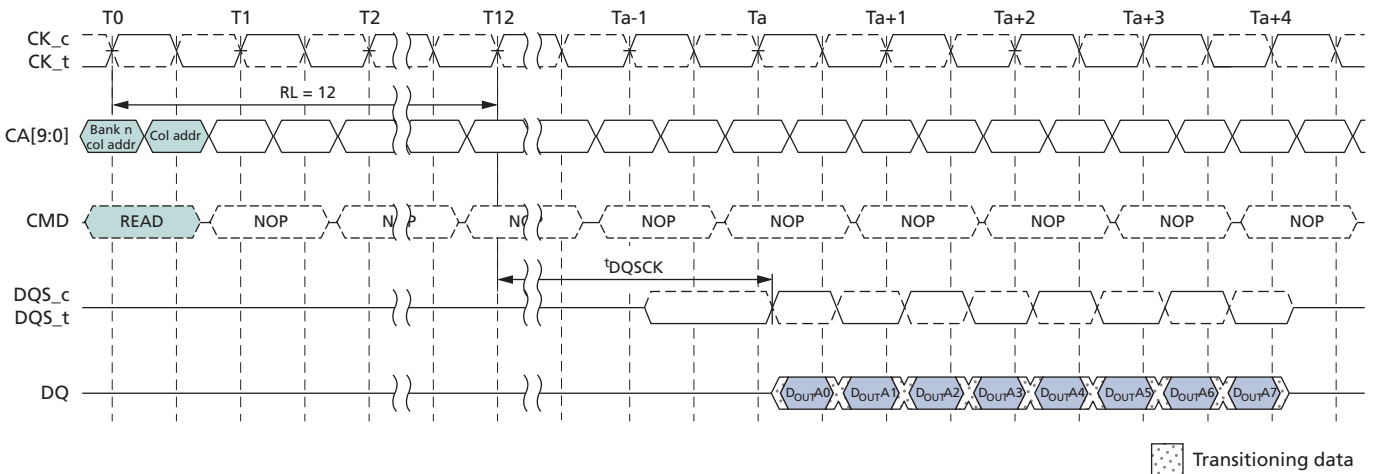 T0 T1 T2 T12 Ta-1 Ta Ta+1 Ta+2 Ta+3 Ta+4
CK_c
CK_t
RL = 12
CA[9:0]
Bank n
col addr
Col addr
CMD READ NOP NOP NOP NOP NOP NOP NOP NOP NOP
tDQSCK
DQS_c
DQS_t
DQ DOUTA0 DOUTA1 DOUTA2 DOUTA3 DOUTA4 DOUTA5 DOUTA6 DOUTA7
Transitioning data